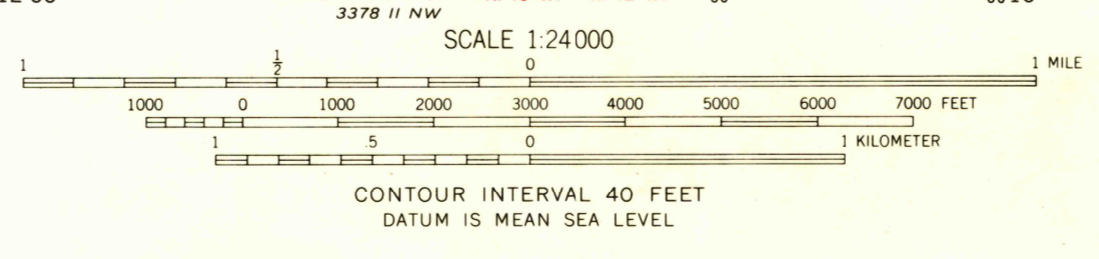 3378 II NW
SCALE 1:24000
1 ½ 0 1 MILE
1000 0 1000 2000 3000 4000 5000 6000 7000 FEET
1 .5 0 1 KILOMETER
CONTOUR INTERVAL 40 FEET
DATUM IS MEAN SEA LEVEL